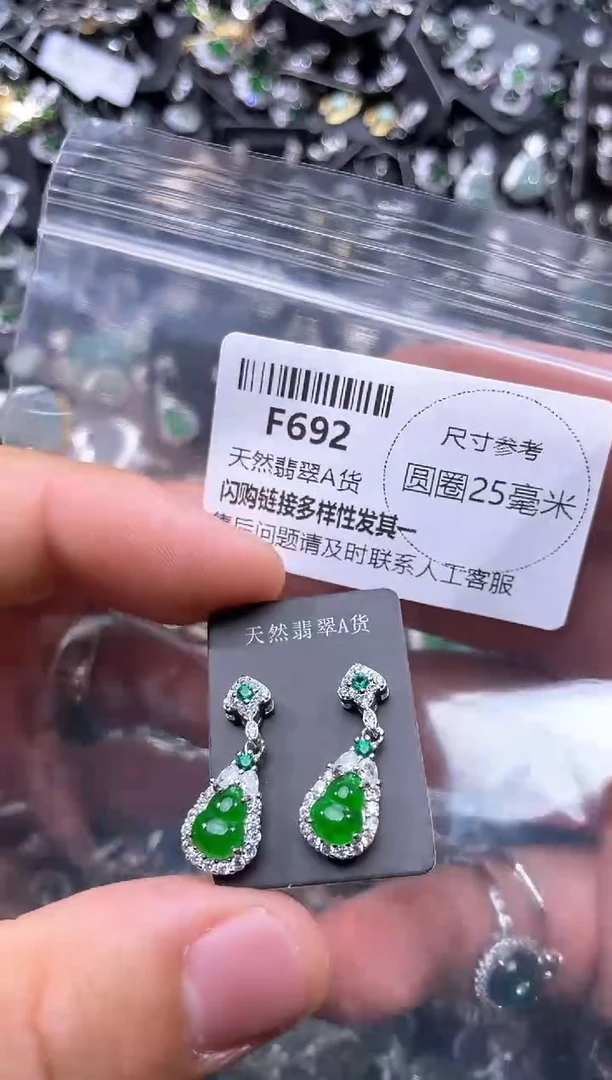 F692
天然翡翠A货
闪购链接多样性发其一
售后问题请及时联系人工客服
尺寸参考
圆圈25毫米
天然翡翠A货